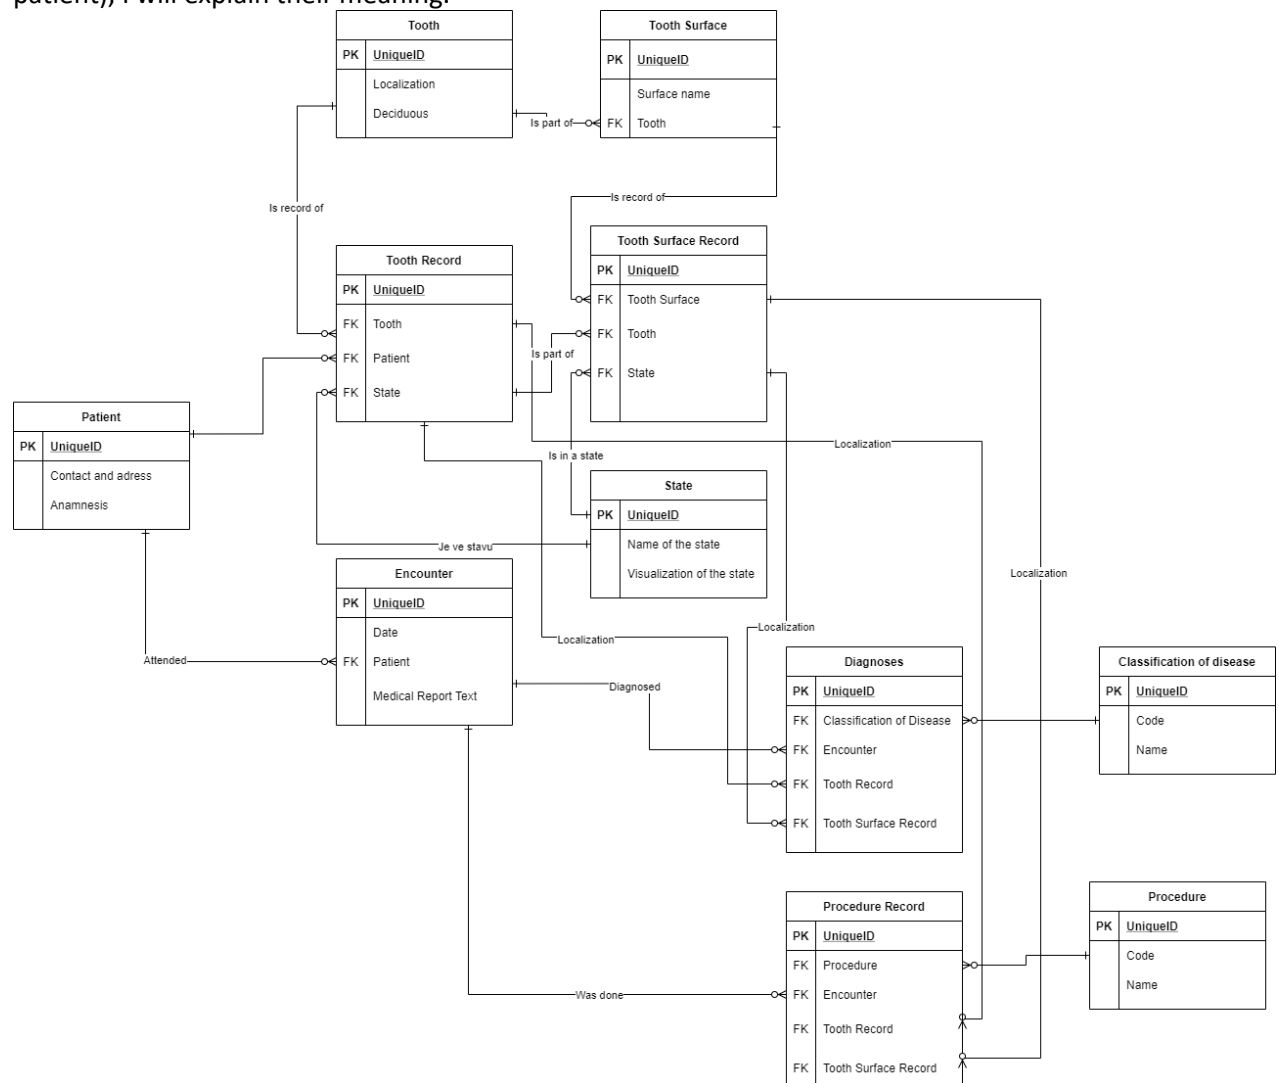 patient), I will explain their meaning.
Tooth
PK UniqueID
Localization
Deciduous
Tooth Surface
PK UniqueID
Surface name
FK Tooth
Is part of
Is record of
Is record of
Tooth Record
PK UniqueID
FK Tooth
FK Patient
FK State
Tooth Surface Record
PK UniqueID
FK Tooth Surface
FK Tooth
FK State
Is part of
Patient
PK UniqueID
Contact and adress
Anamnesis
Localization
Is in a state
State
PK UniqueID
Name of the state
Visualization of the state
Je ve stavu
Localization
Encounter
PK UniqueID
Date
FK Patient
Medical Report Text
Attended
Localization
Localization
Diagnosed
Diagnoses
PK UniqueID
FK Classification of Disease
FK Encounter
FK Tooth Record
FK Tooth Surface Record
Classification of disease
PK UniqueID
Code
Name
Procedure Record
PK UniqueID
FK Procedure
FK Encounter
FK Tooth Record
FK Tooth Surface Record
Was done
Procedure
PK UniqueID
Code
Name